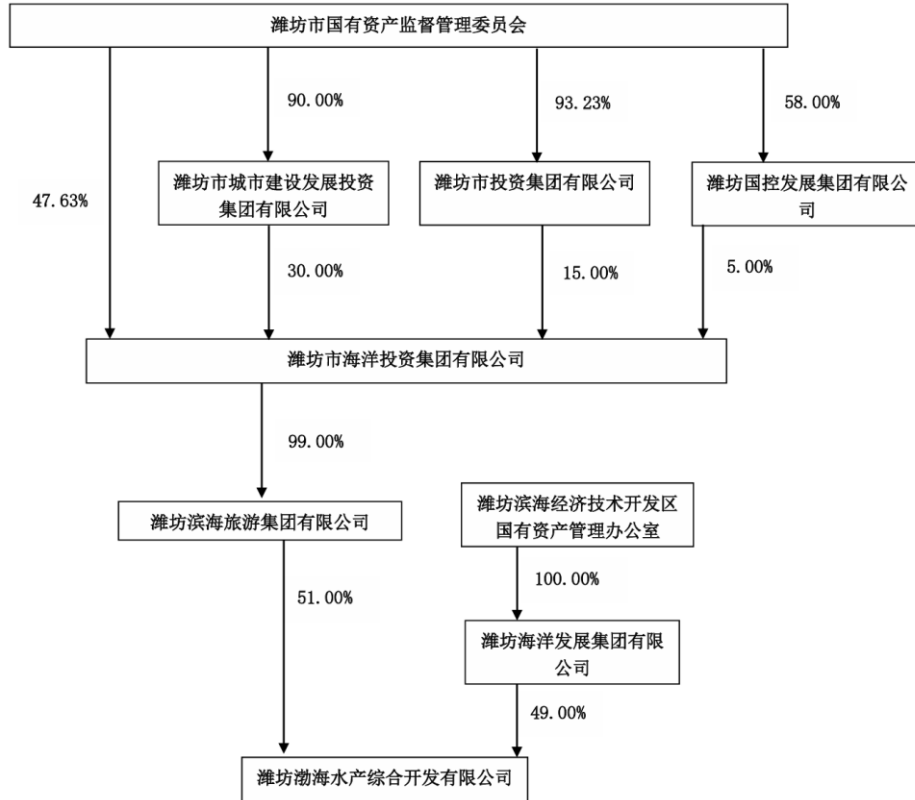 潍坊市国有资产监督管理委员会
90.00%
93.23%
58.00%
47.63%
潍坊市城市建设发展投资
集团有限公司
潍坊市投资集团有限公司
潍坊国控发展集团有限公
司
30.00%
15.00%
5.00%
潍坊市海洋投资集团有限公司
99.00%
潍坊滨海旅游集团有限公司
潍坊滨海经济技术开发区
国有资产管理办公室
51.00%
100.00%
潍坊海洋发展集团有限
公司
49.00%
潍坊渤海水产综合开发有限公司